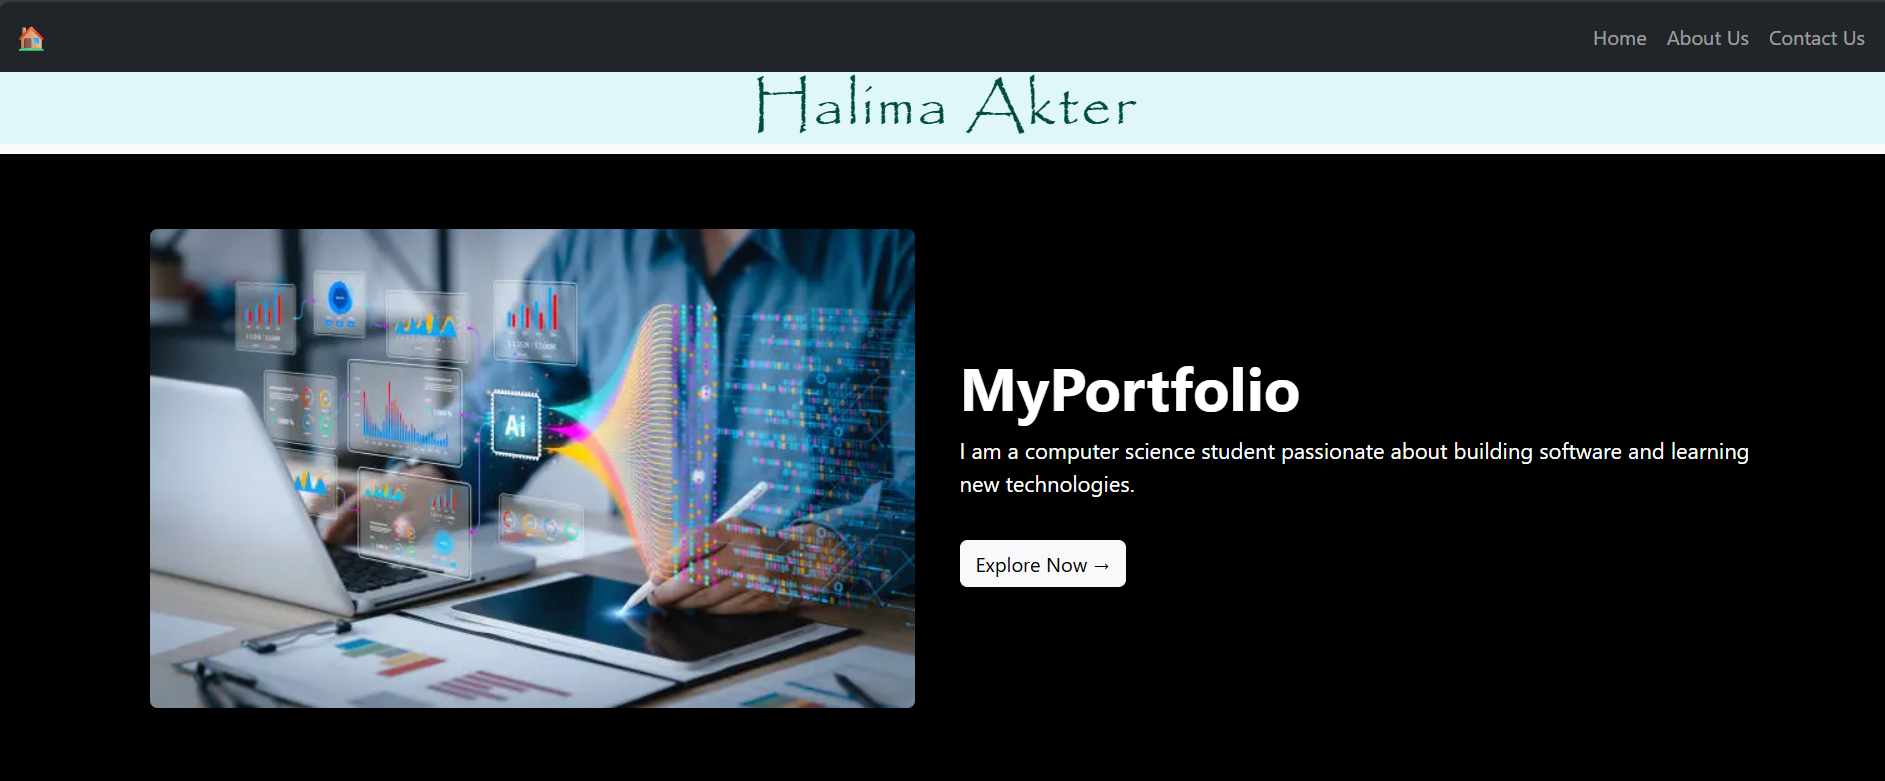 Home About Us Contact Us
Halima Akter
Ai
MyPortfolio
I am a computer science student passionate about building software and learning
new technologies.
Explore Now →